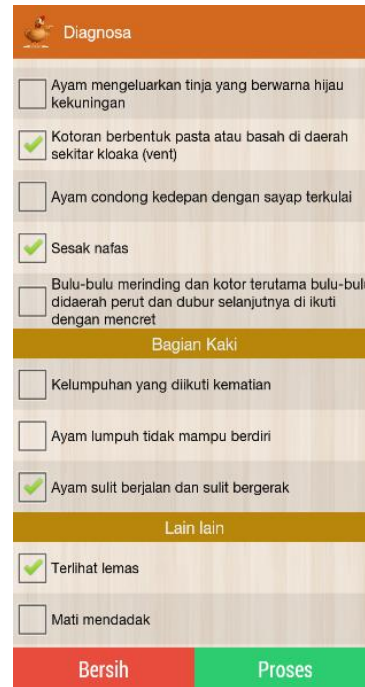 Diagnosa
Ayam mengeluarkan tinja yang berwarna hijau
kekuningan
Kotoran berbentuk pasta atau basah di daerah
sekitar kloaka (vent)
Ayam condong kedepan dengan sayap terkulai
Sesak nafas
Bulu-bulu merinding dan kotor terutama bulu-bulu
didaerah perut dan dubur selanjutnya di ikuti
dengan mencret
Bagian Kaki
Kelumpuhan yang diikuti kematian
Ayam lumpuh tidak mampu berdiri
Ayam sulit berjalan dan sulit bergerak
Lain lain
Terlihat lemas
Mati mendadak
Bersih
Proses